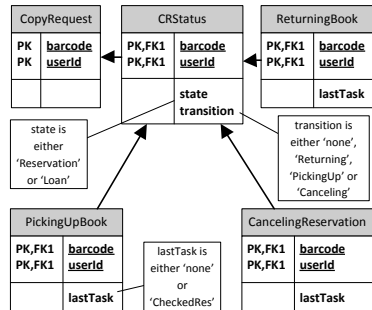 CopyRequest
PK barcode
PK userId
CRStatus
PK,FK1 barcode
PK,FK1 userId
state
transition
ReturningBook
PK,FK1 barcode
PK,FK1 userId
lastTask
state is
either
'Reservation'
or 'Loan'
transition is
either 'none',
'Returning',
'PickingUp' or
'Canceling'
PickingUpBook
PK,FK1 barcode
PK,FK1 userId
lastTask
lastTask is
either 'none'
or
'CheckedRes'
CancelingReservation
PK,FK1 barcode
PK,FK1 userId
lastTask